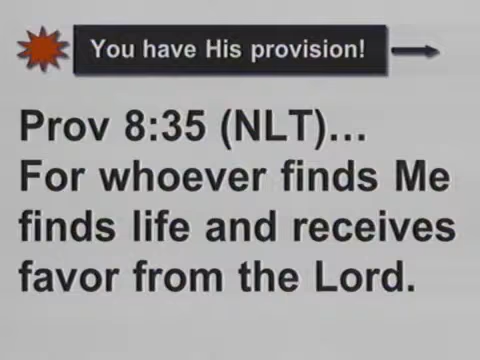 You have His provision!
Prov 8:35 (NLT)...
For whoever finds Me
finds life and receives
favor from the Lord.